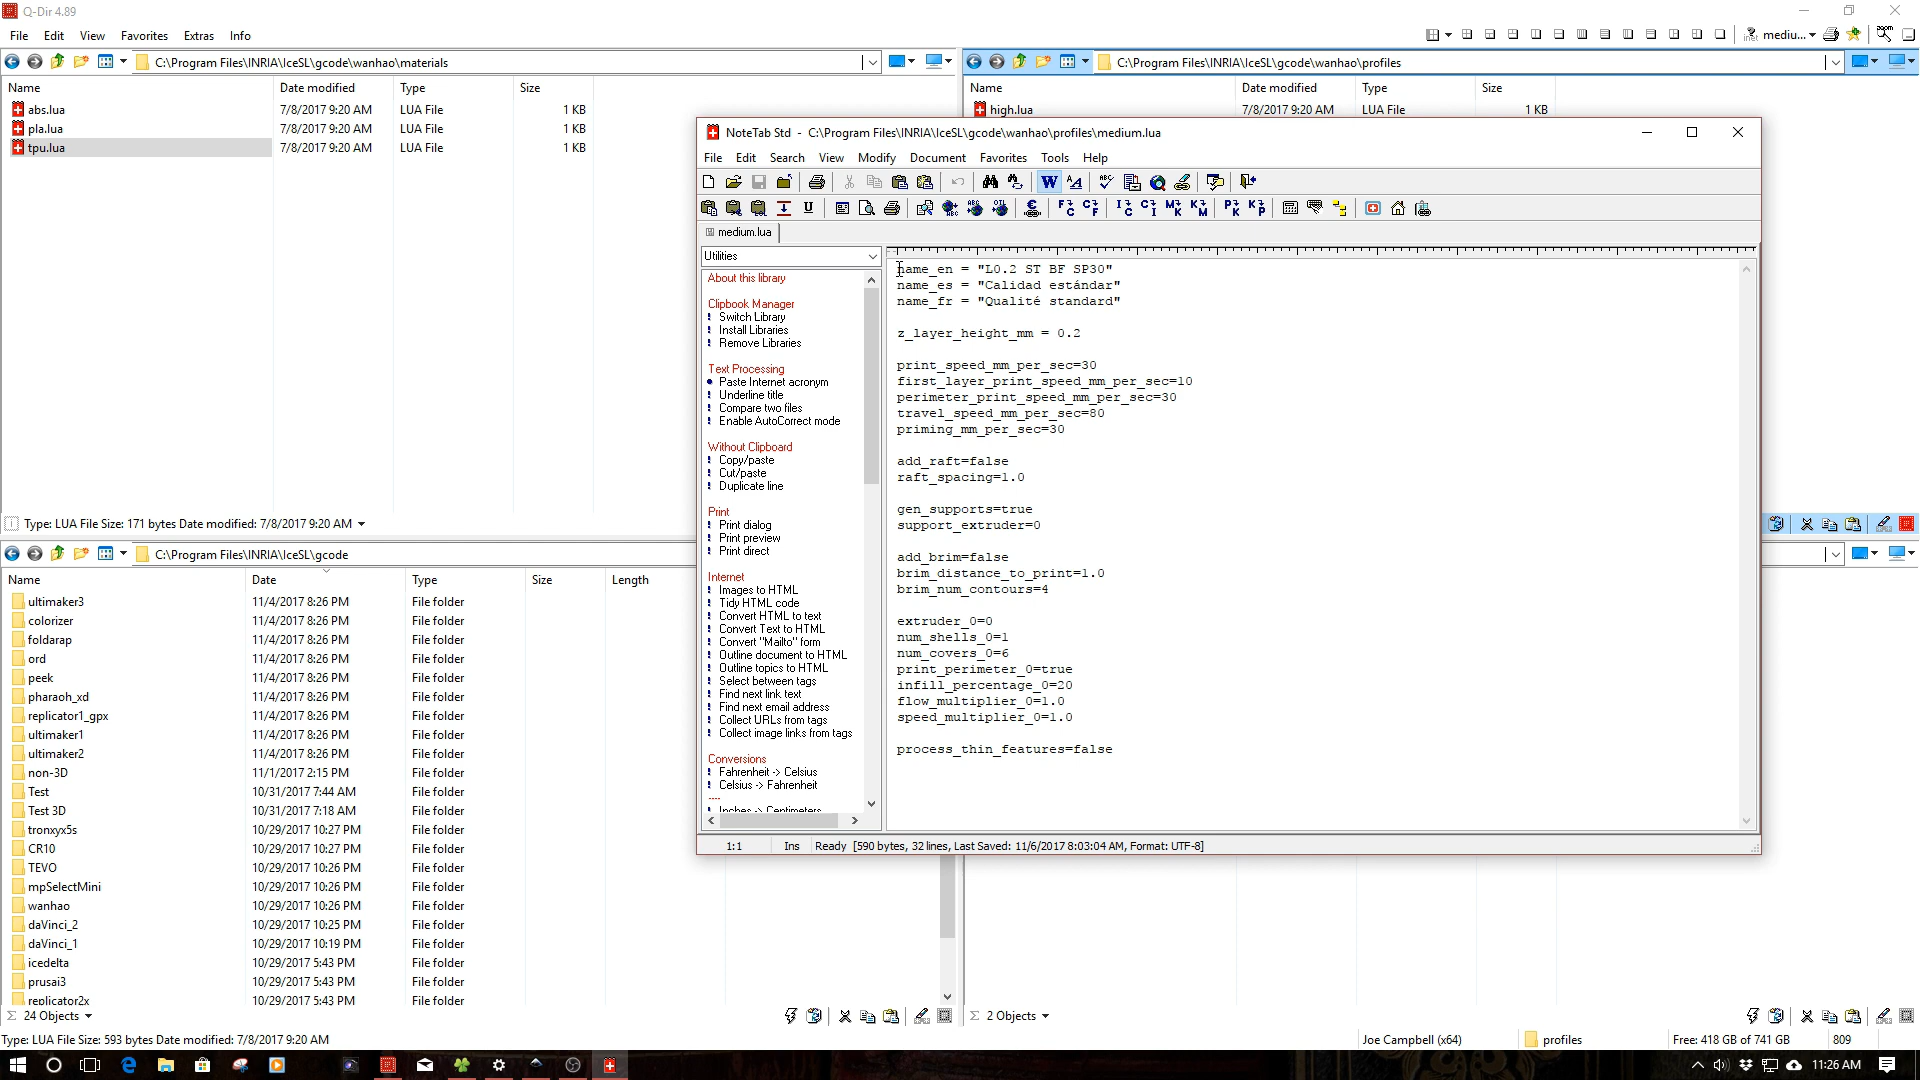 Q-Dir 4.89
File Edit View Favorites Extras Info
mediu...
C:\Program Files\INRIA\IceSL\gcode\wanhao\materials
Name Date modified Type Size
abs.lua 7/8/2017 9:20 AM LUA File 1 KB
pla.lua 7/8/2017 9:20 AM LUA File 1 KB
tpu.lua 7/8/2017 9:20 AM LUA File 1 KB
Type: LUA File Size: 171 bytes Date modified: 7/8/2017 9:20 AM
C:\Program Files\INRIA\IceSL\gcode\wanhao\profiles
Name Date modified Type Size
high.lua 7/8/2017 9:20 AM LUA File 1 KB
NoteTab Std - C:\Program Files\INRIA\IceSL\gcode\wanhao\profiles\medium.lua
File Edit Search View Modify Document Favorites Tools Help
medium.lua
Utilities
About this library
Clipbook Manager
Switch Library
Install Libraries
Remove Libraries
Text Processing
Paste Internet acronym
Underline title
Compare two files
Enable AutoCorrect mode
Without Clipboard
Copy/paste
Cut/paste
Duplicate line
Print
Print dialog
Print preview
Print direct
Internet
Images to HTML
Tidy HTML code
Convert HTML to text
Convert Text to HTML
Convert "Mailto" form
Outline document to HTML
Outline topics to HTML
Select between tags
Find next link text
Find next email address
Collect URLs from tags
Collect image links from tags
Conversions
Fahrenheit -> Celsius
Celsius -> Fahrenheit
Inches -> Centimeters
name_en = "L0.2 ST BF SP30"
name_es = "Calidad estándar"
name_fr = "Qualité standard"
z_layer_height_mm = 0.2
print_speed_mm_per_sec=30
first_layer_print_speed_mm_per_sec=10
perimeter_print_speed_mm_per_sec=30
travel_speed_mm_per_sec=80
priming_mm_per_sec=30
add_raft=false
raft_spacing=1.0
gen_supports=true
support_extruder=0
add_brim=false
brim_distance_to_print=1.0
brim_num_contours=4
extruder_0=0
num_shells_0=1
num_covers_0=6
print_perimeter_0=true
infill_percentage_0=20
flow_multiplier_0=1.0
speed_multiplier_0=1.0
process_thin_features=false
1:1 Ins Ready [590 bytes, 32 lines, Last Saved: 11/6/2017 8:03:04 AM, Format: UTF-8]
C:\Program Files\INRIA\IceSL\gcode
Name Date Type Size Length
ultimaker3 11/4/2017 8:26 PM File folder
colorizer 11/4/2017 8:26 PM File folder
foldarap 11/4/2017 8:26 PM File folder
ord 11/4/2017 8:26 PM File folder
peek 11/4/2017 8:26 PM File folder
pharaoh_xd 11/4/2017 8:26 PM File folder
replicator1_gpx 11/4/2017 8:26 PM File folder
ultimaker1 11/4/2017 8:26 PM File folder
ultimaker2 11/4/2017 8:26 PM File folder
non-3D 11/1/2017 2:15 PM File folder
Test 10/31/2017 7:44 AM File folder
Test 3D 10/31/2017 7:18 AM File folder
tronxyx5s 10/29/2017 10:27 PM File folder
CR10 10/29/2017 10:27 PM File folder
TEVO 10/29/2017 10:26 PM File folder
mpSelectMini 10/29/2017 10:26 PM File folder
wanhao 10/29/2017 10:26 PM File folder
daVinci_2 10/29/2017 10:25 PM File folder
daVinci_1 10/29/2017 10:19 PM File folder
icedelta 10/29/2017 5:43 PM File folder
prusai3 10/29/2017 5:43 PM File folder
replicator2x 10/29/2017 5:43 PM File folder
24 Objects
2 Objects
Type: LUA File Size: 593 bytes Date modified: 7/8/2017 9:20 AM
Joe Campbell (x64) profiles Free: 418 GB of 741 GB 809
11:26 AM